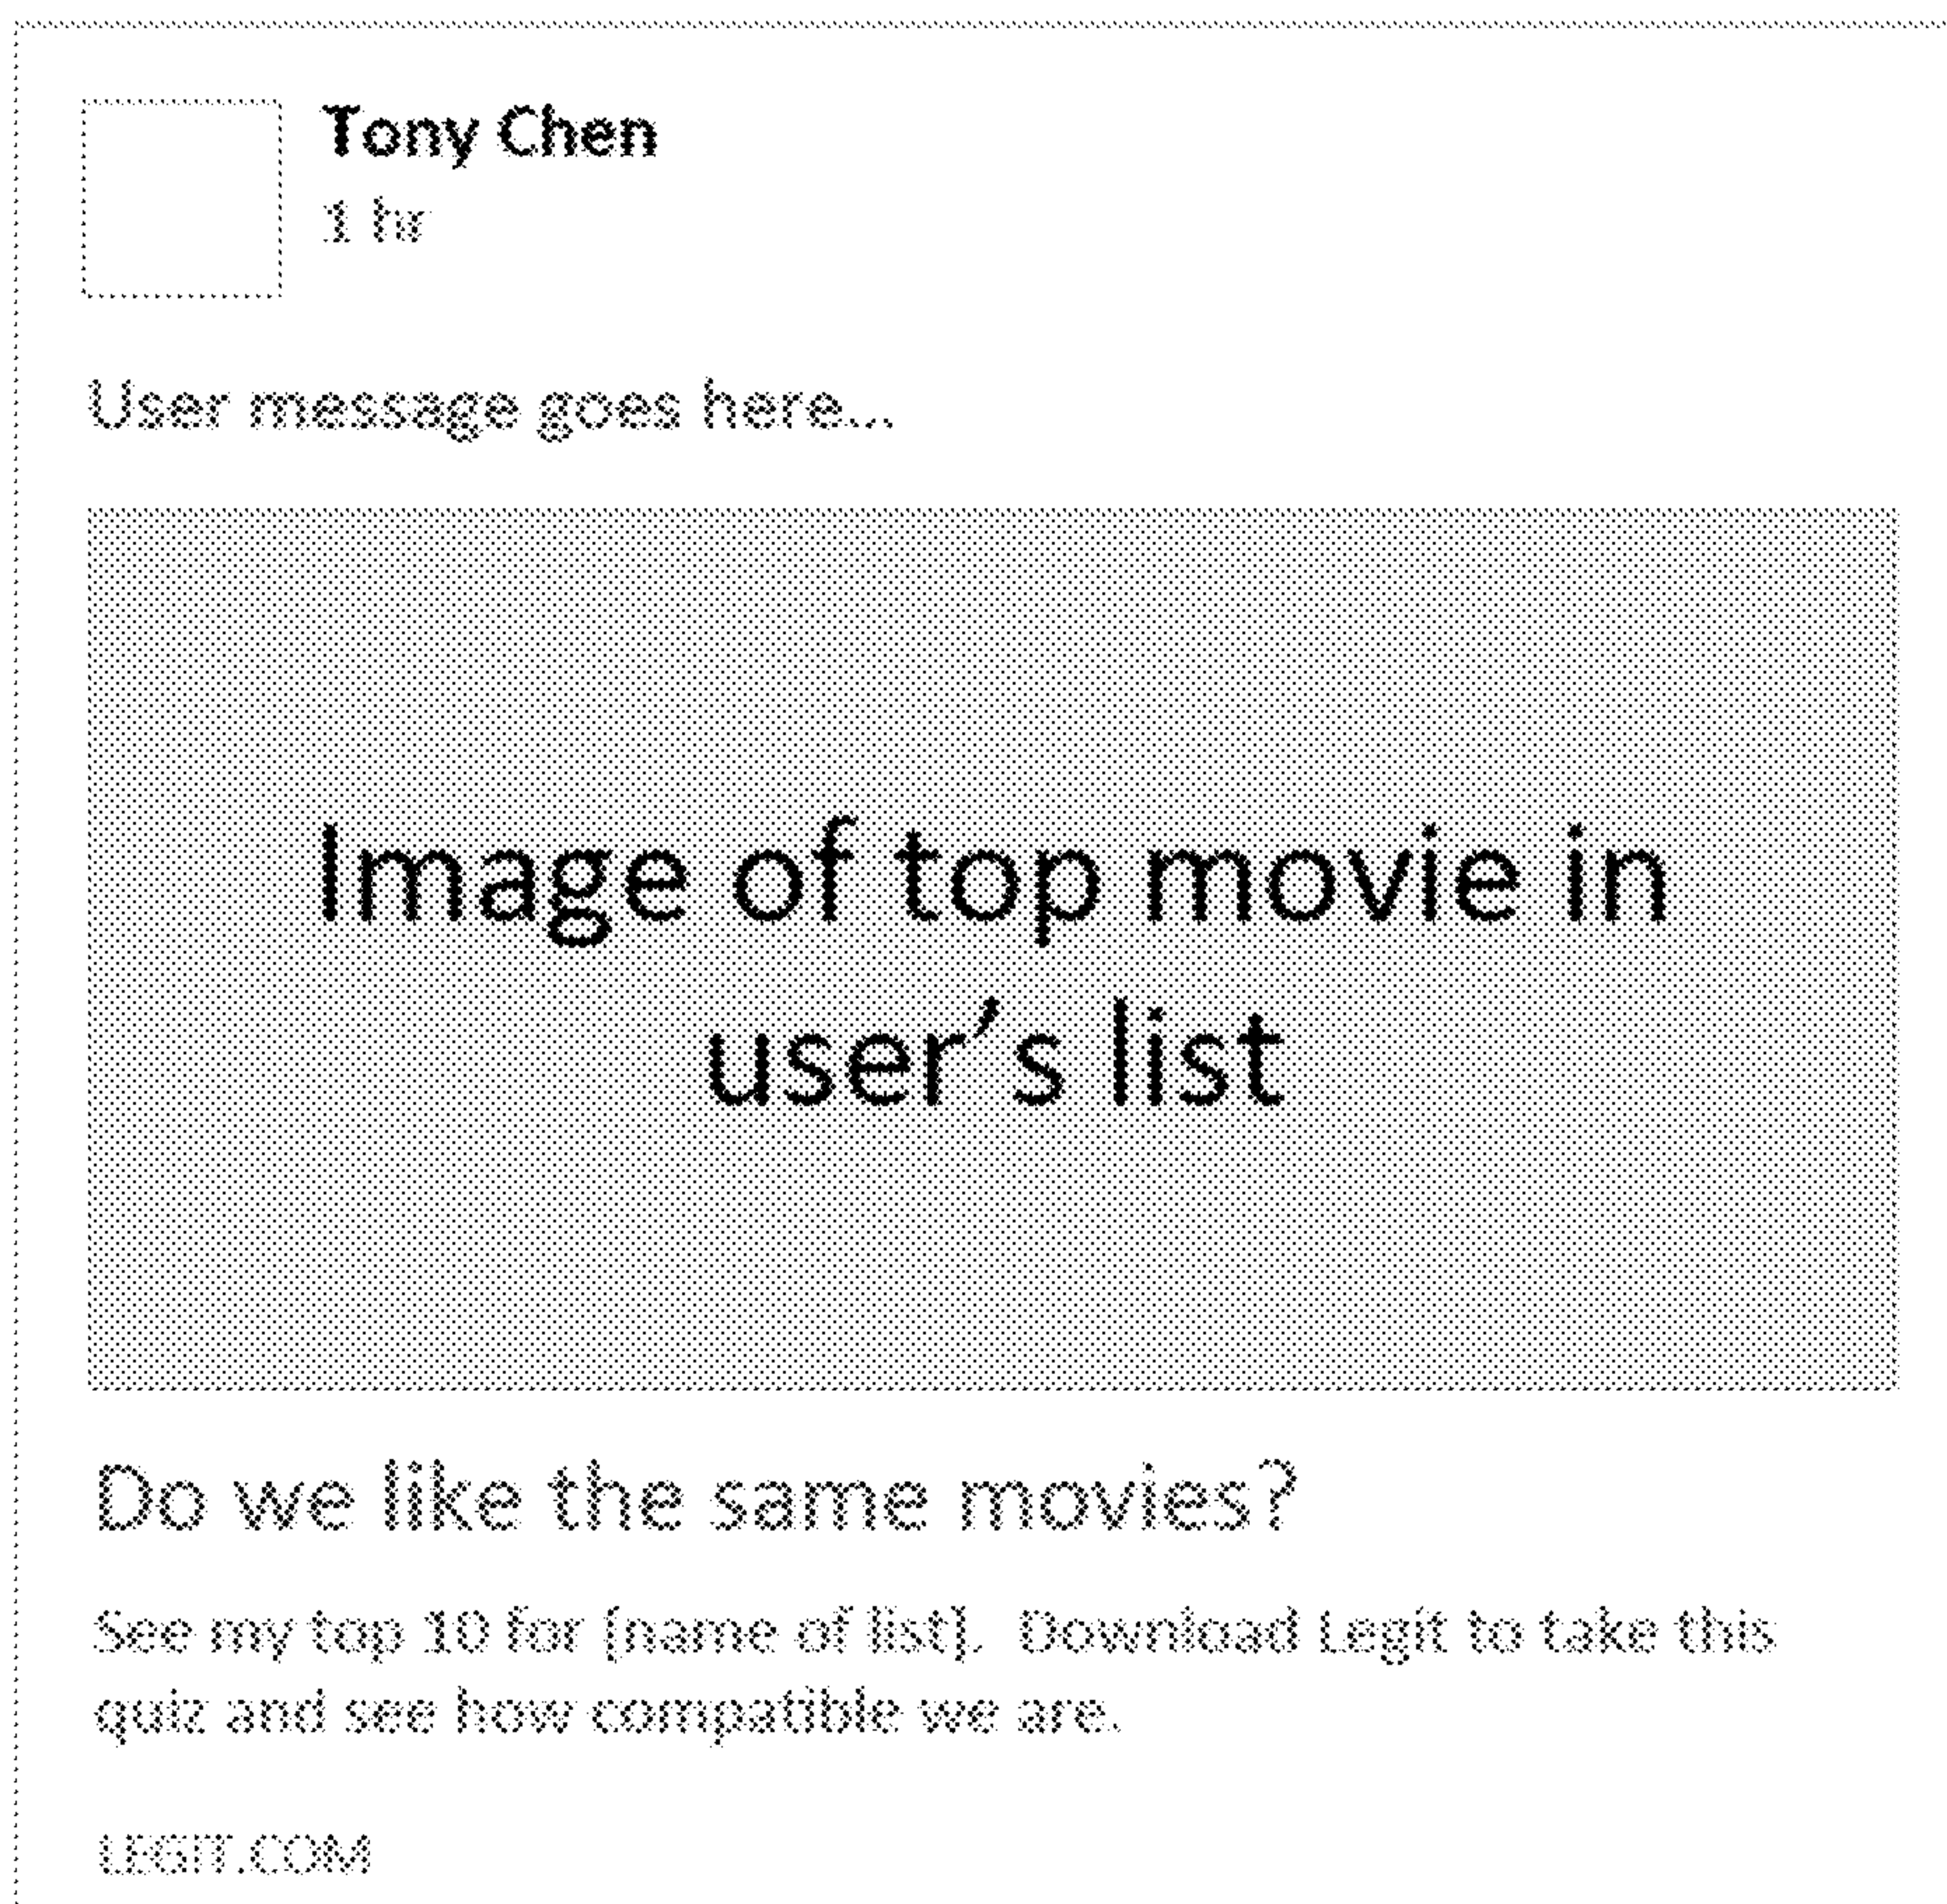 Tony Chen
1 hr
User message goes here...
Image of top movie in
user’s list
Do we like the same movies?
See my top 10 for [name of list].  Download Legit to take this
quiz and see how compatible we are.
LEGIT.COM